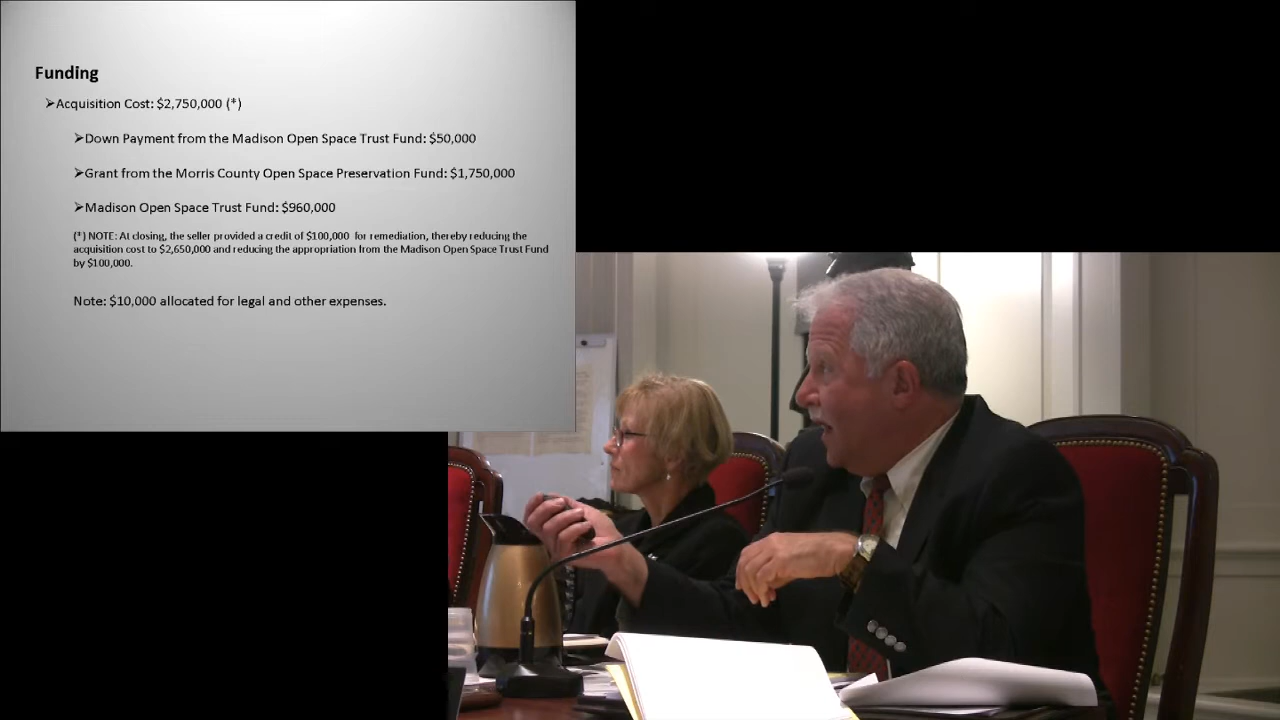 Funding
➢Acquisition Cost: $2,750,000 (*)
➢Down Payment from the Madison Open Space Trust Fund: $50,000
➢Grant from the Morris County Open Space Preservation Fund: $1,750,000
➢Madison Open Space Trust Fund: $960,000
(*) NOTE: At closing, the seller provided a credit of $100,000 for remediation, thereby reducing the
acquisition cost to $2,650,000 and reducing the appropriation from the Madison Open Space Trust Fund
by $100,000.
Note: $10,000 allocated for legal and other expenses.